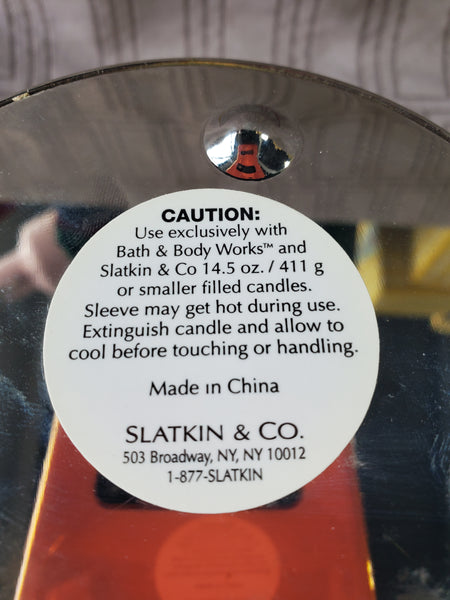 CAUTION:
Use exclusively with
Bath & Body Works™ and
Slatkin & Co 14.5 oz. / 411 g
or smaller filled candles.
Sleeve may get hot during use.
Extinguish candle and allow to
cool before touching or handling.
Made in China
SLATKIN & CO.
503 Broadway, NY, NY 10012
1-877-SLATKIN